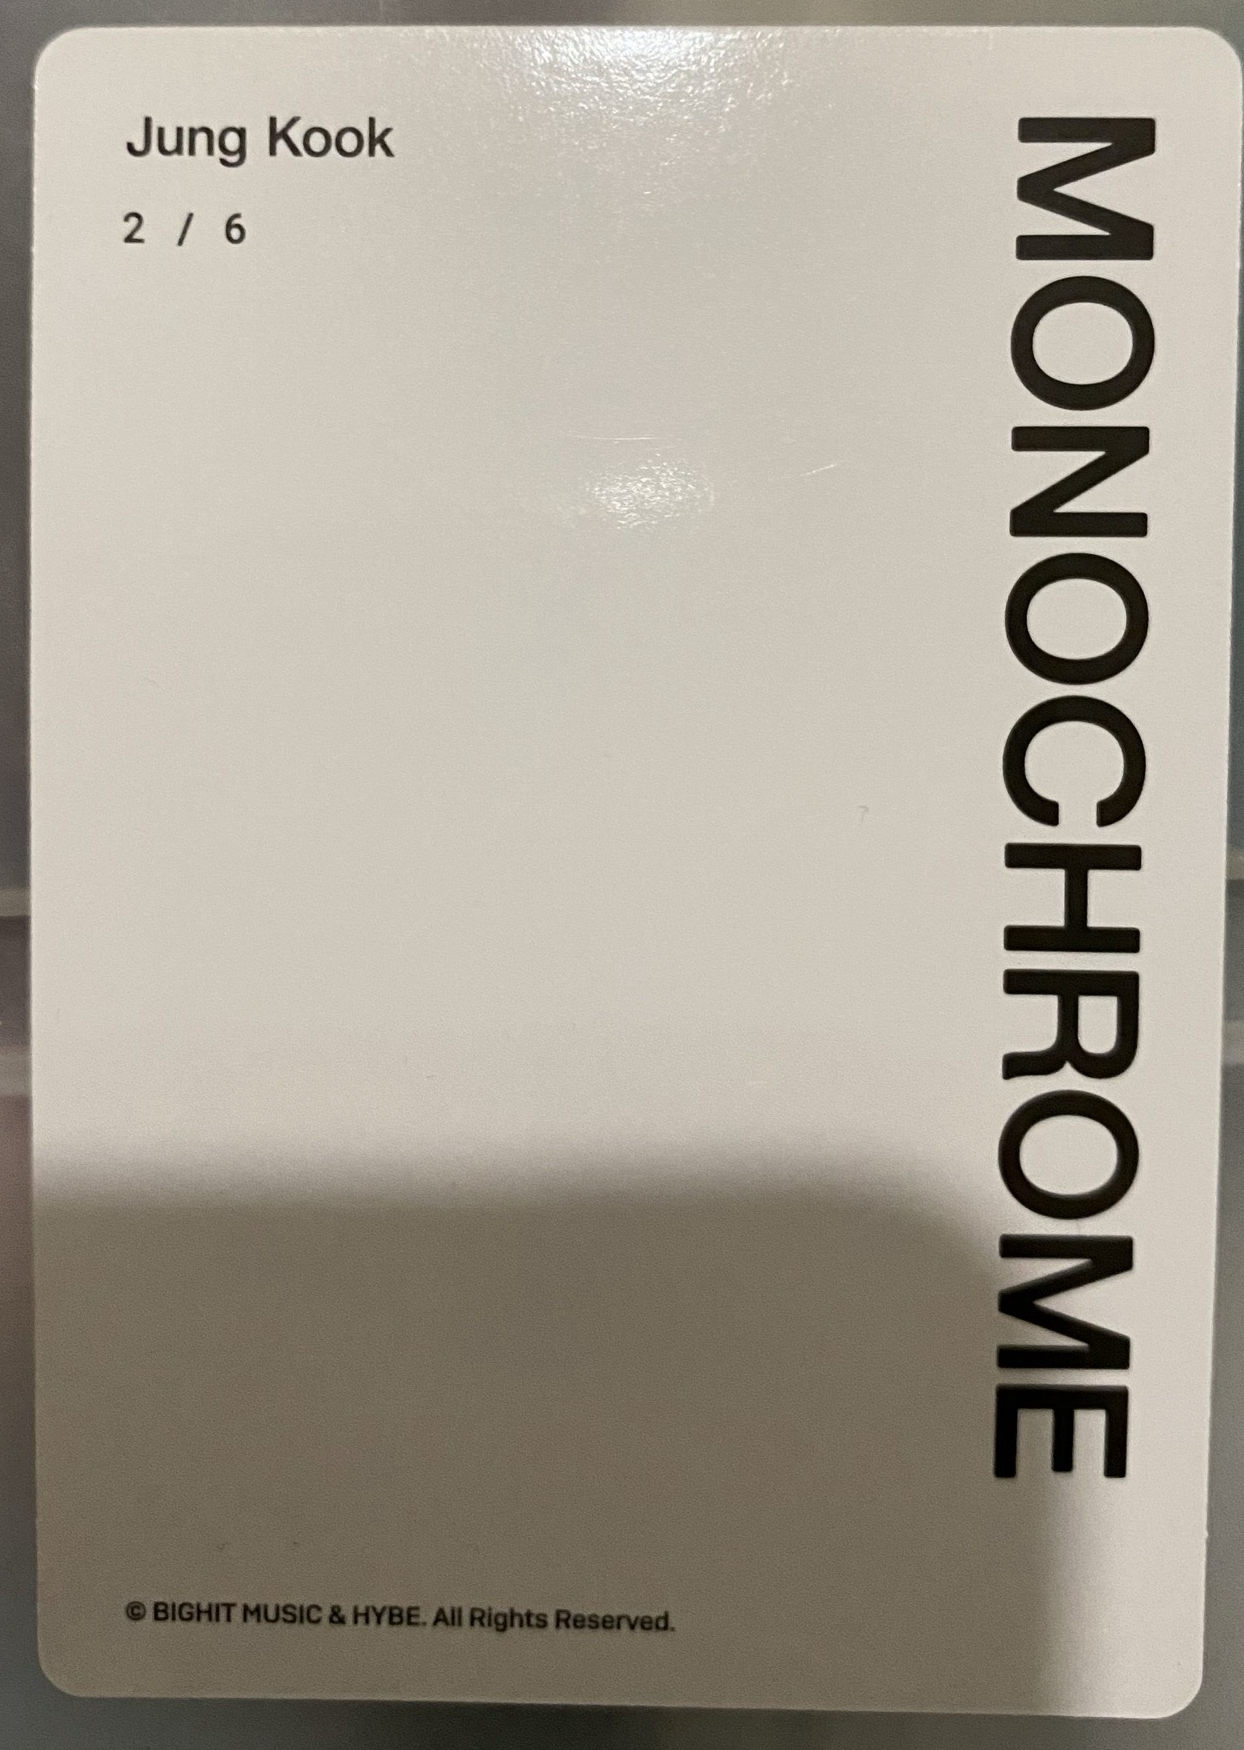 Jung Kook
2 / 6
MONOCHROME
© BIGHIT MUSIC & HYBE. All Rights Reserved.